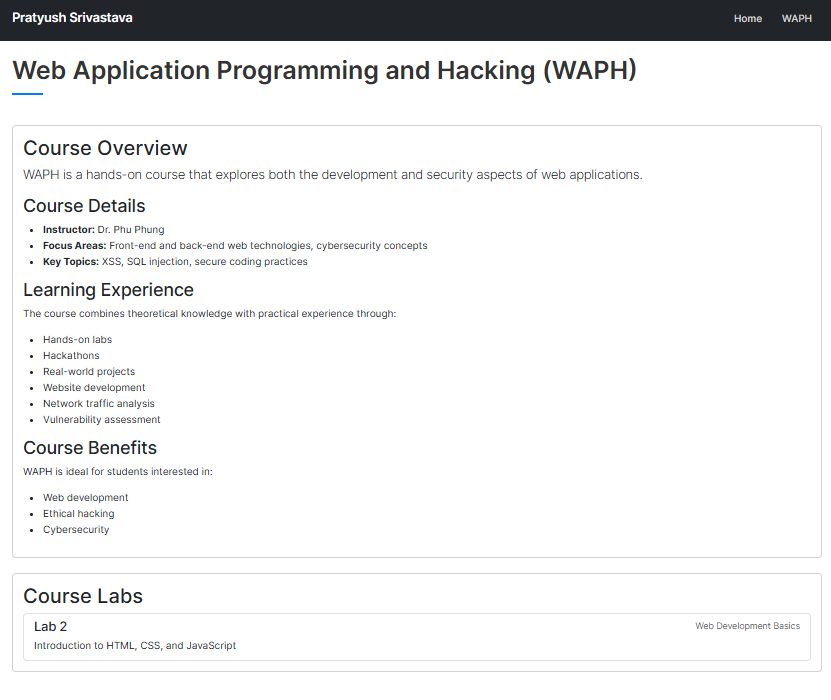 Pratyush Srivastava Home WAPH
Web Application Programming and Hacking (WAPH)
Course Overview
WAPH is a hands-on course that explores both the development and security aspects of web applications.
Course Details
• Instructor: Dr. Phu Phung
• Focus Areas: Front-end and back-end web technologies, cybersecurity concepts
• Key Topics: XSS, SQL injection, secure coding practices
Learning Experience
The course combines theoretical knowledge with practical experience through:
• Hands-on labs
• Hackathons
• Real-world projects
• Website development
• Network traffic analysis
• Vulnerability assessment
Course Benefits
WAPH is ideal for students interested in:
• Web development
• Ethical hacking
• Cybersecurity
Course Labs
Lab 2 Web Development Basics
Introduction to HTML, CSS, and JavaScript